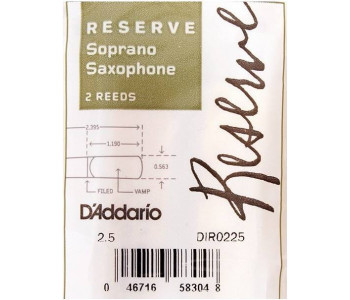 RESERVE
Soprano
Saxophone
2 REEDS
Reserve
2.395
1.190
0.563
FILED
VAMP
D'Addario
2.5 DIR0225
0 46716 58304 8